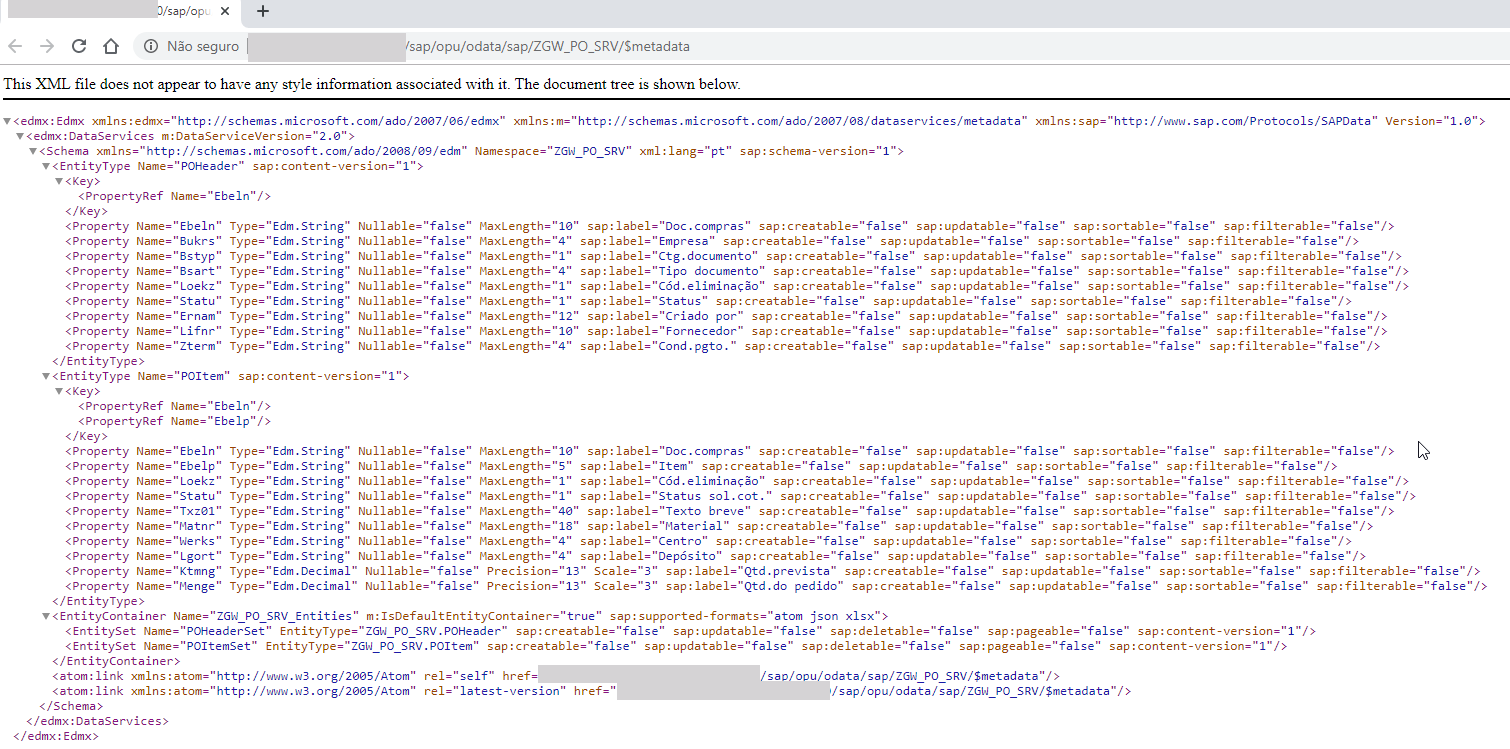 0/sap/opu
Não seguro /sap/opu/odata/sap/ZGW_PO_SRV/$metadata
This XML file does not appear to have any style information associated with it. The document tree is shown below.
<edmx:Edmx xmlns:edmx="http://schemas.microsoft.com/ado/2007/06/edmx" xmlns:m="http://schemas.microsoft.com/ado/2007/08/dataservices/metadata" xmlns:sap="http://www.sap.com/Protocols/SAPData" Version="1.0">
<edmx:DataServices m:DataServiceVersion="2.0">
<Schema xmlns="http://schemas.microsoft.com/ado/2008/09/edm" Namespace="ZGW_PO_SRV" xml:lang="pt" sap:schema-version="1">
<EntityType Name="POHeader" sap:content-version="1">
<Key>
<PropertyRef Name="Ebeln"/>
</Key>
<Property Name="Ebeln" Type="Edm.String" Nullable="false" MaxLength="10" sap:label="Doc.compras" sap:creatable="false" sap:updatable="false" sap:sortable="false" sap:filterable="false"/>
<Property Name="Bukrs" Type="Edm.String" Nullable="false" MaxLength="4" sap:label="Empresa" sap:creatable="false" sap:updatable="false" sap:sortable="false" sap:filterable="false"/>
<Property Name="Bstyp" Type="Edm.String" Nullable="false" MaxLength="1" sap:label="Ctg.documento" sap:creatable="false" sap:updatable="false" sap:sortable="false" sap:filterable="false"/>
<Property Name="Bsart" Type="Edm.String" Nullable="false" MaxLength="4" sap:label="Tipo documento" sap:creatable="false" sap:updatable="false" sap:sortable="false" sap:filterable="false"/>
<Property Name="Loekz" Type="Edm.String" Nullable="false" MaxLength="1" sap:label="Cód.eliminação" sap:creatable="false" sap:updatable="false" sap:sortable="false" sap:filterable="false"/>
<Property Name="Statu" Type="Edm.String" Nullable="false" MaxLength="1" sap:label="Status" sap:creatable="false" sap:updatable="false" sap:sortable="false" sap:filterable="false"/>
<Property Name="Ernam" Type="Edm.String" Nullable="false" MaxLength="12" sap:label="Criado por" sap:creatable="false" sap:updatable="false" sap:sortable="false" sap:filterable="false"/>
<Property Name="Lifnr" Type="Edm.String" Nullable="false" MaxLength="10" sap:label="Fornecedor" sap:creatable="false" sap:updatable="false" sap:sortable="false" sap:filterable="false"/>
<Property Name="Zterm" Type="Edm.String" Nullable="false" MaxLength="4" sap:label="Cond.pgto." sap:creatable="false" sap:updatable="false" sap:sortable="false" sap:filterable="false"/>
</EntityType>
<EntityType Name="POItem" sap:content-version="1">
<Key>
<PropertyRef Name="Ebeln"/>
<PropertyRef Name="Ebelp"/>
</Key>
<Property Name="Ebeln" Type="Edm.String" Nullable="false" MaxLength="10" sap:label="Doc.compras" sap:creatable="false" sap:updatable="false" sap:sortable="false" sap:filterable="false"/>
<Property Name="Ebelp" Type="Edm.String" Nullable="false" MaxLength="5" sap:label="Item" sap:creatable="false" sap:updatable="false" sap:sortable="false" sap:filterable="false"/>
<Property Name="Loekz" Type="Edm.String" Nullable="false" MaxLength="1" sap:label="Cód.eliminação" sap:creatable="false" sap:updatable="false" sap:sortable="false" sap:filterable="false"/>
<Property Name="Statu" Type="Edm.String" Nullable="false" MaxLength="1" sap:label="Status sol.cot." sap:creatable="false" sap:updatable="false" sap:sortable="false" sap:filterable="false"/>
<Property Name="Txz01" Type="Edm.String" Nullable="false" MaxLength="40" sap:label="Texto breve" sap:creatable="false" sap:updatable="false" sap:sortable="false" sap:filterable="false"/>
<Property Name="Matnr" Type="Edm.String" Nullable="false" MaxLength="18" sap:label="Material" sap:creatable="false" sap:updatable="false" sap:sortable="false" sap:filterable="false"/>
<Property Name="Werks" Type="Edm.String" Nullable="false" MaxLength="4" sap:label="Centro" sap:creatable="false" sap:updatable="false" sap:sortable="false" sap:filterable="false"/>
<Property Name="Lgort" Type="Edm.String" Nullable="false" MaxLength="4" sap:label="Depósito" sap:creatable="false" sap:updatable="false" sap:sortable="false" sap:filterable="false"/>
<Property Name="Ktmng" Type="Edm.Decimal" Nullable="false" Precision="13" Scale="3" sap:label="Qtd.prevista" sap:creatable="false" sap:updatable="false" sap:sortable="false" sap:filterable="false"/>
<Property Name="Menge" Type="Edm.Decimal" Nullable="false" Precision="13" Scale="3" sap:label="Qtd.do pedido" sap:creatable="false" sap:updatable="false" sap:sortable="false" sap:filterable="false"/>
</EntityType>
<EntityContainer Name="ZGW_PO_SRV_Entities" m:IsDefaultEntityContainer="true" sap:supported-formats="atom json xlsx">
<EntitySet Name="POHeaderSet" EntityType="ZGW_PO_SRV.POHeader" sap:creatable="false" sap:updatable="false" sap:deletable="false" sap:pageable="false" sap:content-version="1"/>
<EntitySet Name="POItemSet" EntityType="ZGW_PO_SRV.POItem" sap:creatable="false" sap:updatable="false" sap:deletable="false" sap:pageable="false" sap:content-version="1"/>
</EntityContainer>
<atom:link xmlns:atom="http://www.w3.org/2005/Atom" rel="self" href= /sap/opu/odata/sap/ZGW_PO_SRV/$metadata"/>
<atom:link xmlns:atom="http://www.w3.org/2005/Atom" rel="latest-version" href=" /sap/opu/odata/sap/ZGW_PO_SRV/$metadata"/>
</Schema>
</edmx:DataServices>
</edmx:Edmx>